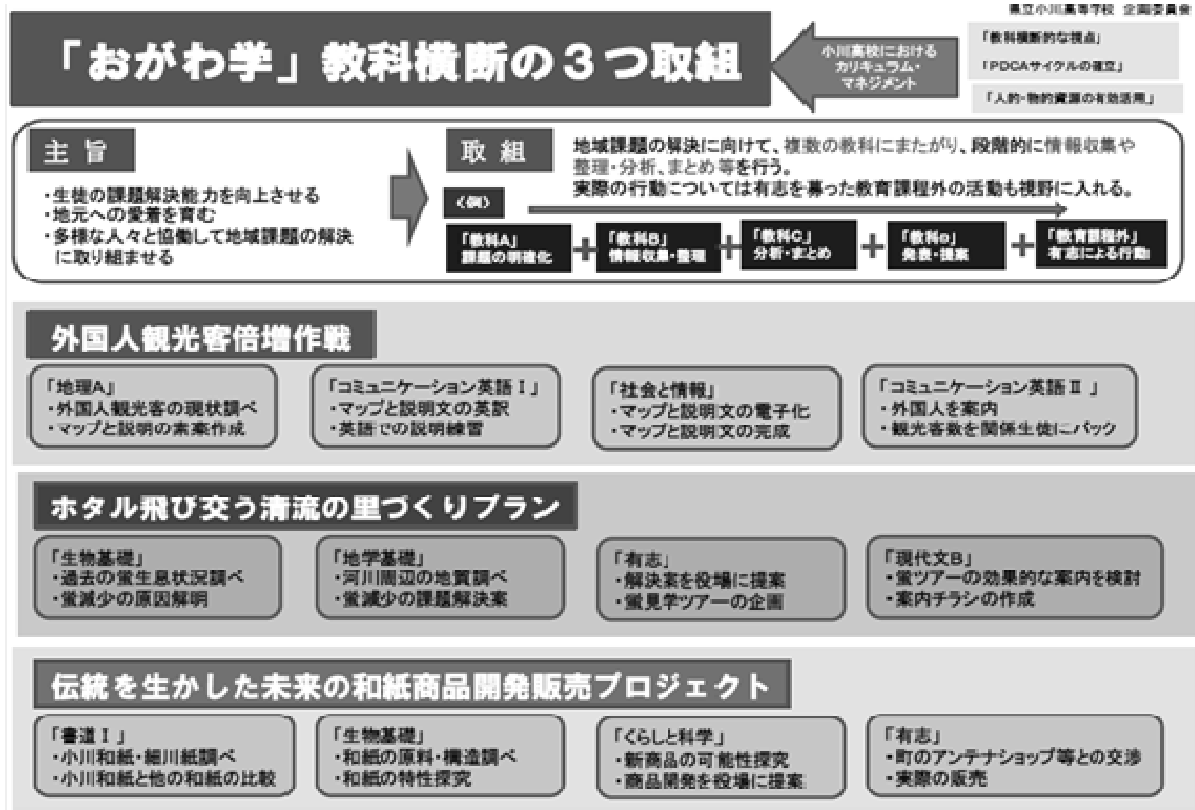 県立小川高等学校 企画委員会
「おがわ学」教科横断の3つ取組
小川高校における
カリキュラム・
マネジメント
「教科横断的な視点」
「PDCAサイクルの確立」
「人的・物的資源の有効活用」
主旨
・生徒の課題解決能力を向上させる
・地元への愛着を育む
・多様な人々と協働して地域課題の解決
に取り組ませる
取組
地域課題の解決に向けて、複数の教科にまたがり、段階的に情報収集や
整理・分析、まとめ等を行う。
実際の行動については有志を募った教育課程外の活動も視野に入れる。
<例>
「教科A」
課題の明確化
+
「教科B」
情報収集・整理
+
「教科C」
分析・まとめ
+
「教科D」
発表・提案
+
「教育課程外」
有志による行動
外国人観光客倍増作戦
「地理A」
・外国人観光客の現状調べ
・マップと説明の素案作成
「コミュニケーション英語Ⅰ」
・マップと説明文の英訳
・英語での説明練習
「社会と情報」
・マップと説明文の電子化
・マップと説明文の完成
「コミュニケーション英語Ⅱ」
・外国人を案内
・観光客数を関係生徒にバック
ホタル飛び交う清流の里づくりプラン
「生物基礎」
・過去の蛍生息状況調べ
・蛍減少の原因解明
「地学基礎」
・河川周辺の地質調べ
・蛍減少の課題解決案
「有志」
・解決案を役場に提案
・蛍見学ツアーの企画
「現代文B」
・蛍ツアーの効果的な案内を検討
・案内チラシの作成
伝統を生かした未来の和紙商品開発販売プロジェクト
「書道Ⅰ」
・小川和紙・細川紙調べ
・小川和紙と他の和紙の比較
「生物基礎」
・和紙の原料・構造調べ
・和紙の特性探究
「くらしと科学」
・新商品の可能性探究
・商品開発を役場に提案
「有志」
・町のアンテナショップ等との交渉
・実際の販売